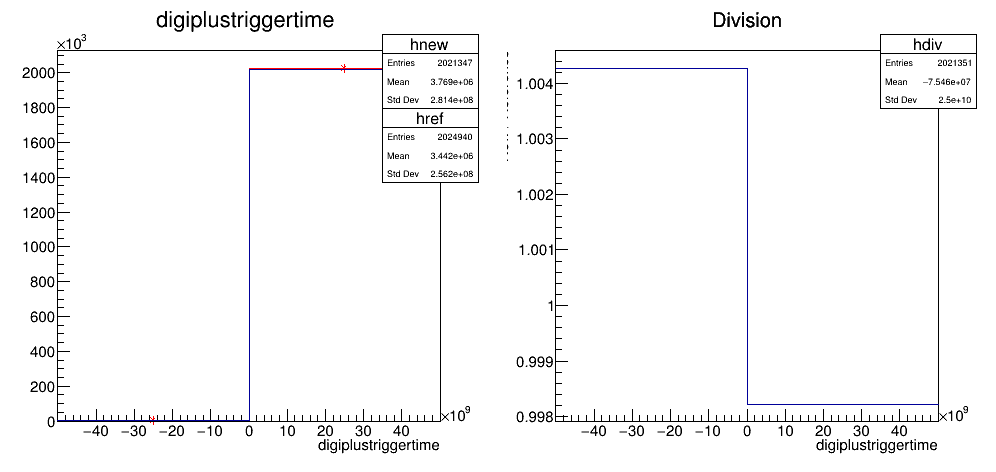 digiplustriggertime
×10³
hnew
Entries 2021347
Mean 3.769e+06
Std Dev 2.814e+08
href
Entries 2024940
Mean 3.442e+06
Std Dev 2.562e+08
2000
1800
1600
1400
1200
1000
800
600
400
200
0
−40 −30 −20 −10 0 10 20 30 40
×10⁹
digiplustriggertime
Division
hdiv
Entries 2021351
Mean −7.546e+07
Std Dev 2.5e+10
1.004
1.003
1.002
1.001
1
0.999
0.998
−40 −30 −20 −10 0 10 20 30 40
×10⁹
digiplustriggertime